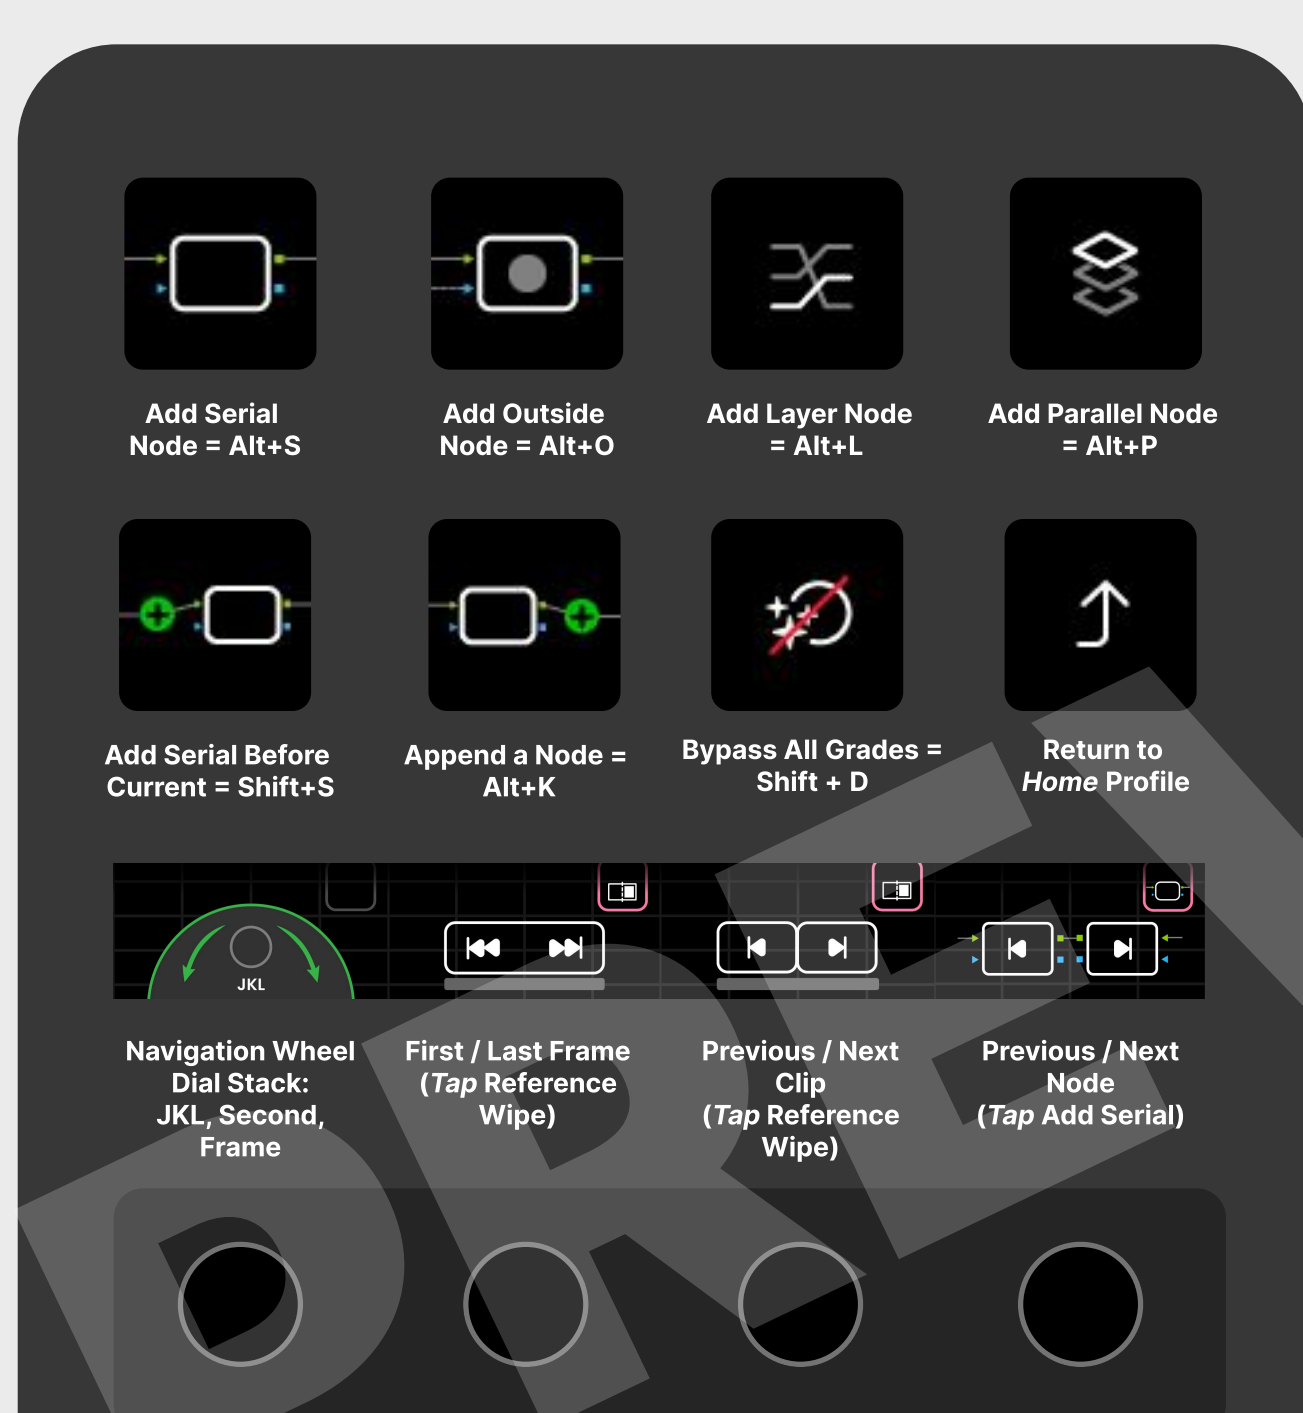 Add Serial
Node = Alt+S
Add Outside
Node = Alt+O
Add Layer Node
= Alt+L
Add Parallel Node
= Alt+P
Add Serial Before
Current = Shift+S
Append a Node =
Alt+K
Bypass All Grades =
Shift + D
Return to
Home Profile
JKL
Navigation Wheel
Dial Stack:
JKL, Second,
Frame
First / Last Frame
(Tap Reference
Wipe)
Previous / Next
Clip
(Tap Reference
Wipe)
Previous / Next
Node
(Tap Add Serial)